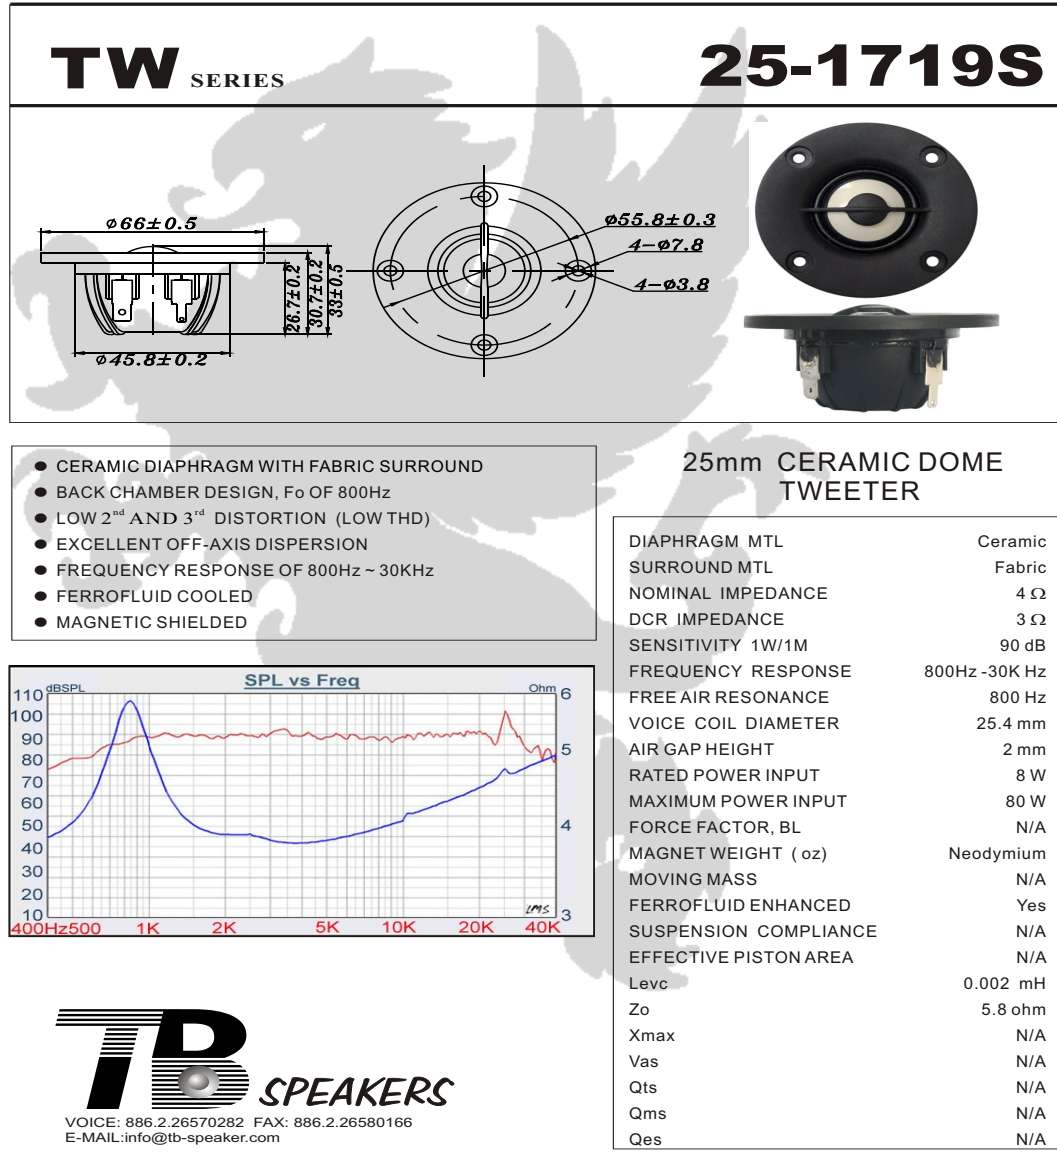 TW SERIES 25-1719S
ø66±0.5
26.7±0.2
30.7±0.2
33±0.5
ø45.8±0.2
ø55.8±0.3
4-ø7.8
4-ø3.8
● CERAMIC DIAPHRAGM WITH FABRIC SURROUND
● BACK CHAMBER DESIGN, Fo OF 800Hz
● LOW 2nd AND 3rd DISTORTION (LOW THD)
● EXCELLENT OFF-AXIS DISPERSION
● FREQUENCY RESPONSE OF 800Hz ~ 30KHz
● FERROFLUID COOLED
● MAGNETIC SHIELDED
25mm CERAMIC DOME
TWEETER
DIAPHRAGM MTL Ceramic
SURROUND MTL Fabric
NOMINAL IMPEDANCE 4 Ω
DCR IMPEDANCE 3 Ω
SENSITIVITY 1W/1M 90 dB
FREQUENCY RESPONSE 800Hz -30K Hz
FREE AIR RESONANCE 800 Hz
VOICE COIL DIAMETER 25.4 mm
AIR GAP HEIGHT 2 mm
RATED POWER INPUT 8 W
MAXIMUM POWER INPUT 80 W
FORCE FACTOR, BL N/A
MAGNET WEIGHT ( oz) Neodymium
MOVING MASS N/A
FERROFLUID ENHANCED Yes
SUSPENSION COMPLIANCE N/A
EFFECTIVE PISTON AREA N/A
Levc 0.002 mH
Zo 5.8 ohm
Xmax N/A
Vas N/A
Qts N/A
Qms N/A
Qes N/A
SPL vs Freq
dBSPL
Ohm
110
100
90
80
70
60
50
40
30
20
10
6
5
4
3
LMS
400Hz 500 1K 2K 5K 10K 20K 40K
TB SPEAKERS
VOICE: 886.2.26570282 FAX: 886.2.26580166
E-MAIL:info@tb-speaker.com